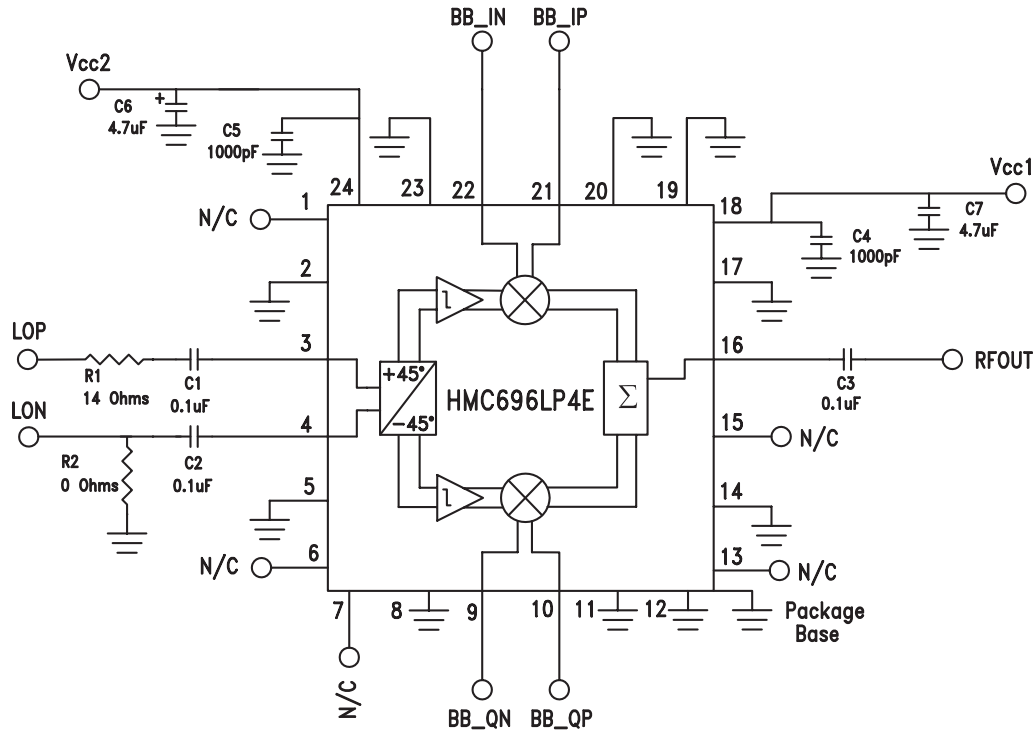 BB_IN BB_IP
Vcc2
C6
4.7uF
+
C5
1000pF
24 23 22 21 20 19
Vcc1
C7
4.7uF
C4
1000pF
N/C 1
18
2
17
LOP
R1
14 Ohms
C1
0.1uF
3
16
C3
0.1uF
RFOUT
+45°
-45°
HMC696LP4E
Σ
LON
R2
0 Ohms
C2
0.1uF
4
15 N/C
5
14
N/C 6
13 N/C
7 8 9 10 11 12
Package
Base
N/C
BB_QN BB_QP